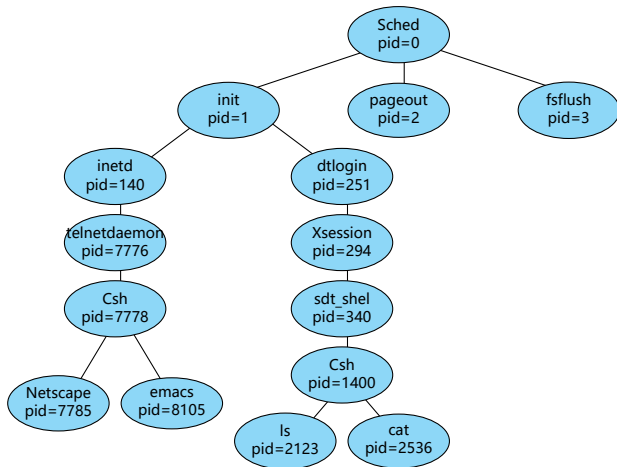 Sched
pid=0
init
pid=1
pageout
pid=2
fsflush
pid=3
inetd
pid=140
dtlogin
pid=251
telnetdaemon
pid=7776
Xsession
pid=294
Csh
pid=7778
sdt_shel
pid=340
Csh
pid=1400
Netscape
pid=7785
emacs
pid=8105
ls
pid=2123
cat
pid=2536